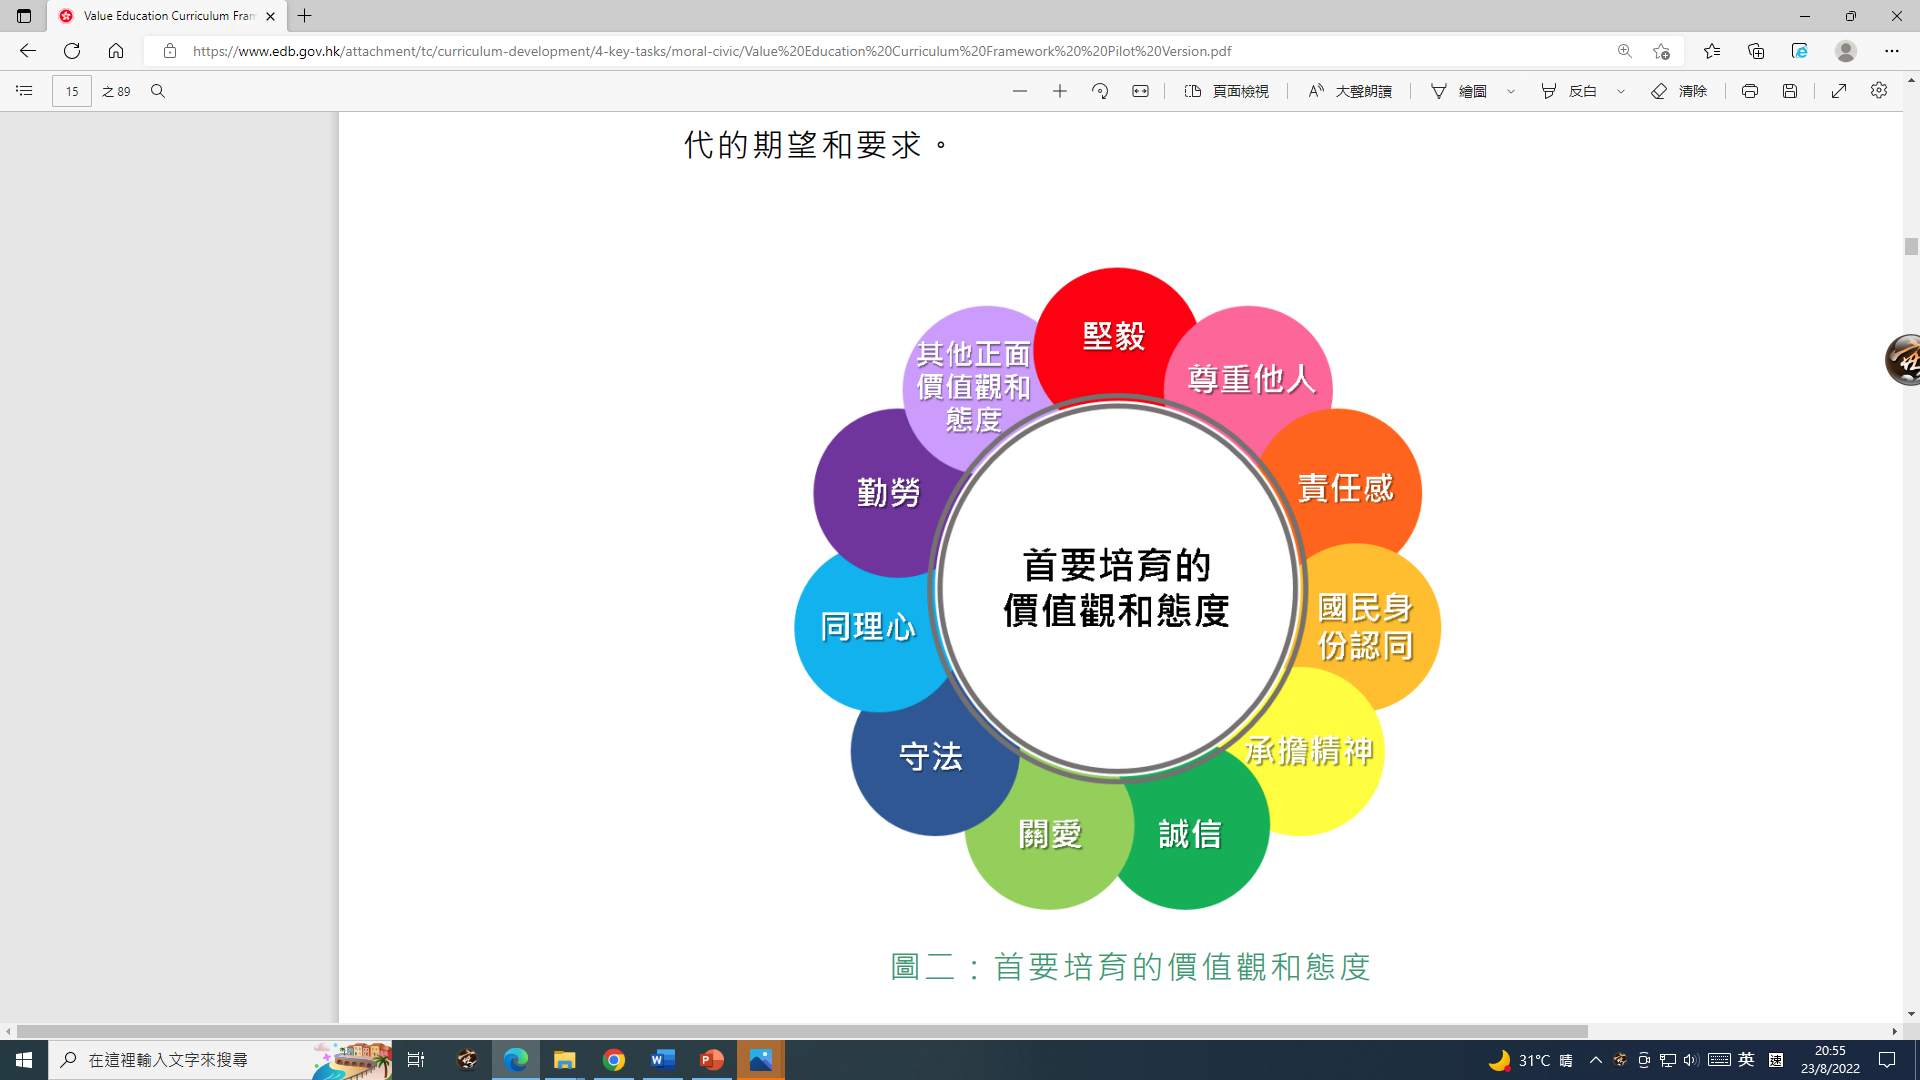 Value Education Curriculum Fram
https://www.edb.gov.hk/attachment/tc/curriculum-development/4-key-tasks/moral-civic/Value%20Education%20Curriculum%20Framework%20%20Pilot%20Version.pdf
15 之 89 頁面檢視 大聲朗讀 繪圖 反白 清除
代的期望和要求。
堅毅
尊重他人
責任感
國民身
份認同
承擔精神
誠信
關愛
守法
同理心
勤勞
其他正面
價值觀和
態度
首要培育的
價值觀和態度
圖二：首要培育的價值觀和態度
在這裡輸入文字來搜尋
31°C 晴
英
速
20:55
23/8/2022